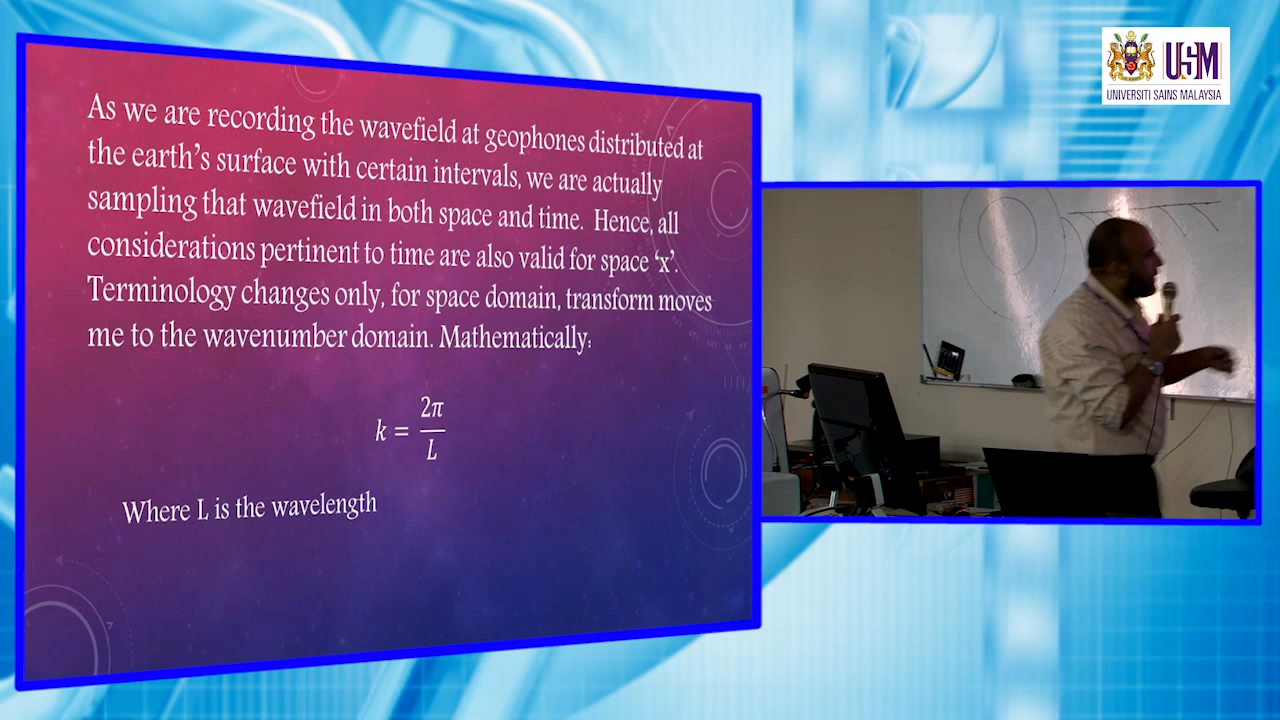 As we are recording the wavefield at geophones distributed at
the earth's surface with certain intervals, we are actually
sampling that wavefield in both space and time. Hence, all
considerations pertinent to time are also valid for space 'x'.
Terminology changes only, for space domain, transform moves
me to the wavenumber domain. Mathematically:
k = 2π/L
Where L is the wavelength
USM
UNIVERSITI SAINS MALAYSIA